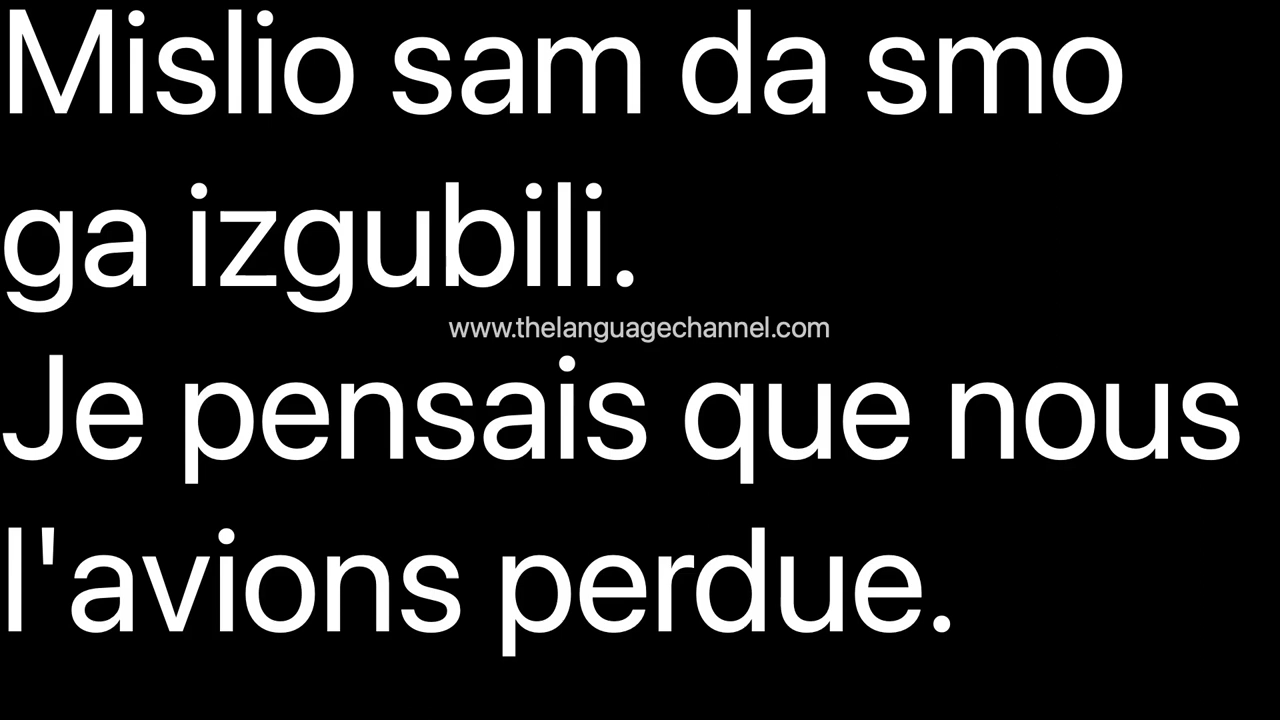 Mislio sam da smo
ga izgubili.
www.thelanguagechannel.com
Je pensais que nous
l'avions perdue.